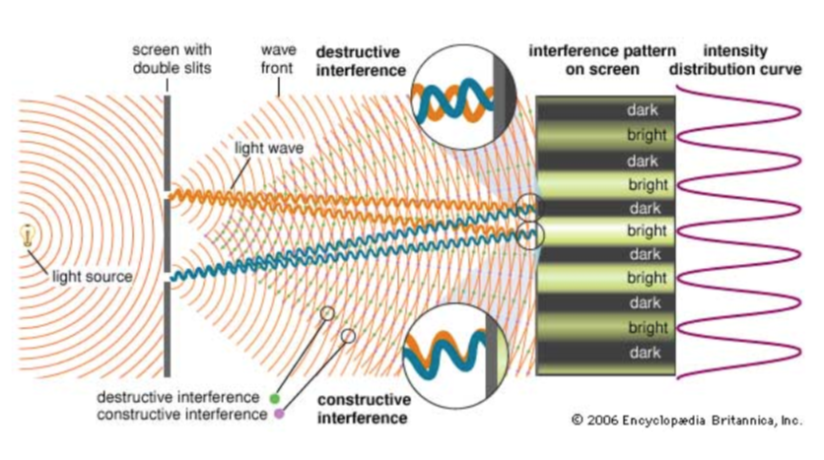 screen with
double slits
wave
front
destructive
interference
interference pattern
on screen
intensity
distribution curve
light wave
light source
dark
bright
dark
bright
dark
bright
dark
bright
dark
bright
dark
destructive interference
constructive interference
constructive
interference
© 2006 Encyclopædia Britannica, Inc.